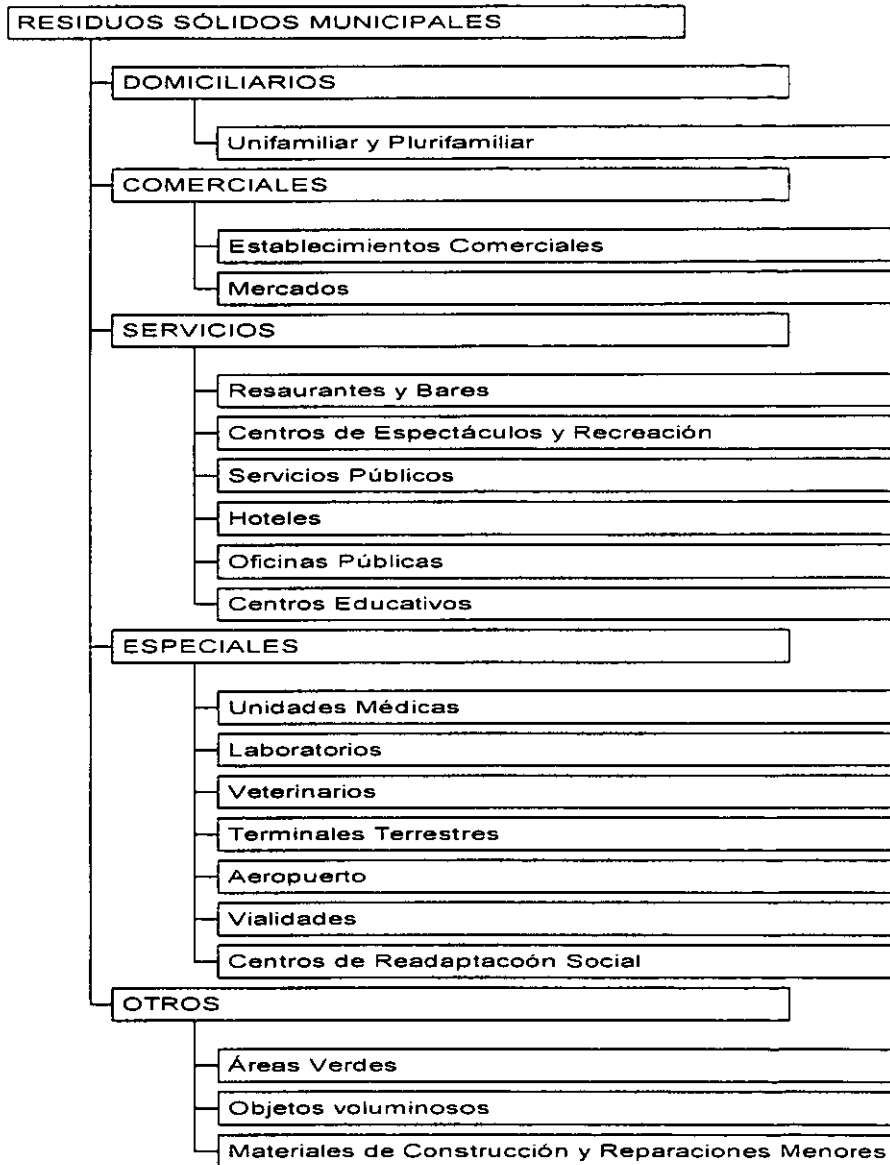 RESIDUOS SÓLIDOS MUNICIPALES
DOMICILIARIOS
Unifamiliar y Plurifamiliar
COMERCIALES
Establecimientos Comerciales
Mercados
SERVICIOS
Resaurantes y Bares
Centros de Espectáculos y Recreación
Servicios Públicos
Hoteles
Oficinas Públicas
Centros Educativos
ESPECIALES
Unidades Médicas
Laboratorios
Veterinarios
Terminales Terrestres
Aeropuerto
Vialidades
Centros de Readaptacoón Social
OTROS
Áreas Verdes
Objetos voluminosos
Materiales de Construcción y Reparaciones Menores